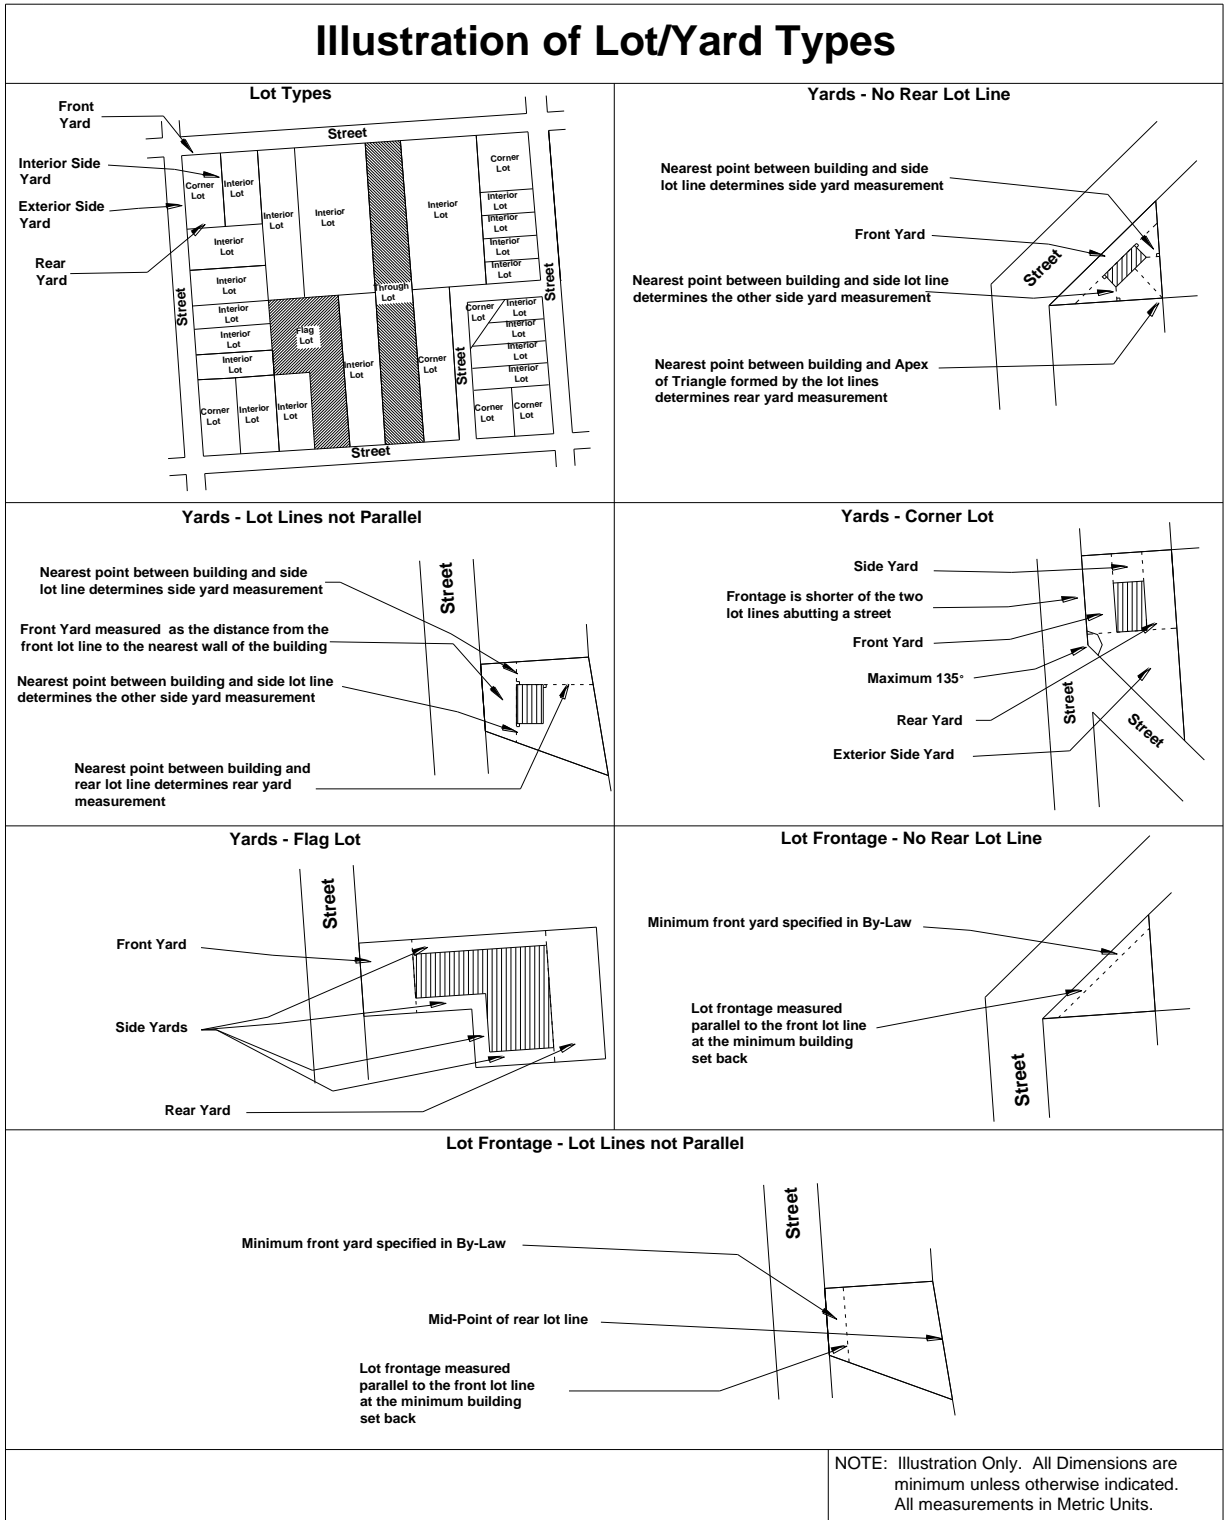 Illustration of Lot/Yard Types
Lot Types
Front
Yard
Interior Side
Yard
Exterior Side
Yard
Rear
Yard
Street
Street
Street
Street
Street
Corner
Lot
Interior
Lot
Interior
Lot
Interior
Lot
Interior
Lot
Corner
Lot
Interior
Lot
Interior
Lot
Interior
Lot
Interior
Lot
Interior
Lot
Interior
Lot
Interior
Lot
Interior
Lot
Interior
Lot
Through
Lot
Flag
Lot
Interior
Lot
Corner
Lot
Corner
Lot
Interior
Lot
Interior
Lot
Interior
Lot
Interior
Lot
Corner
Lot
Interior
Lot
Interior
Lot
Corner
Lot
Corner
Lot
Yards - No Rear Lot Line
Nearest point between building and side
lot line determines side yard measurement
Front Yard
Street
Nearest point between building and side lot line
determines the other side yard measurement
Nearest point between building and Apex
of Triangle formed by the lot lines
determines rear yard measurement
Yards - Lot Lines not Parallel
Nearest point between building and side
lot line determines side yard measurement
Street
Front Yard measured as the distance from the
front lot line to the nearest wall of the building
Nearest point between building and side lot line
determines the other side yard measurement
Nearest point between building and
rear lot line determines rear yard
measurement
Yards - Corner Lot
Side Yard
Frontage is shorter of the two
lot lines abutting a street
Front Yard
Maximum 135°
Rear Yard
Exterior Side Yard
Street
Street
Yards - Flag Lot
Street
Front Yard
Side Yards
Rear Yard
Lot Frontage - No Rear Lot Line
Minimum front yard specified in By-Law
Lot frontage measured
parallel to the front lot line
at the minimum building
set back
Street
Lot Frontage - Lot Lines not Parallel
Street
Minimum front yard specified in By-Law
Mid-Point of rear lot line
Lot frontage measured
parallel to the front lot line
at the minimum building
set back
NOTE: Illustration Only. All Dimensions are
minimum unless otherwise indicated.
All measurements in Metric Units.